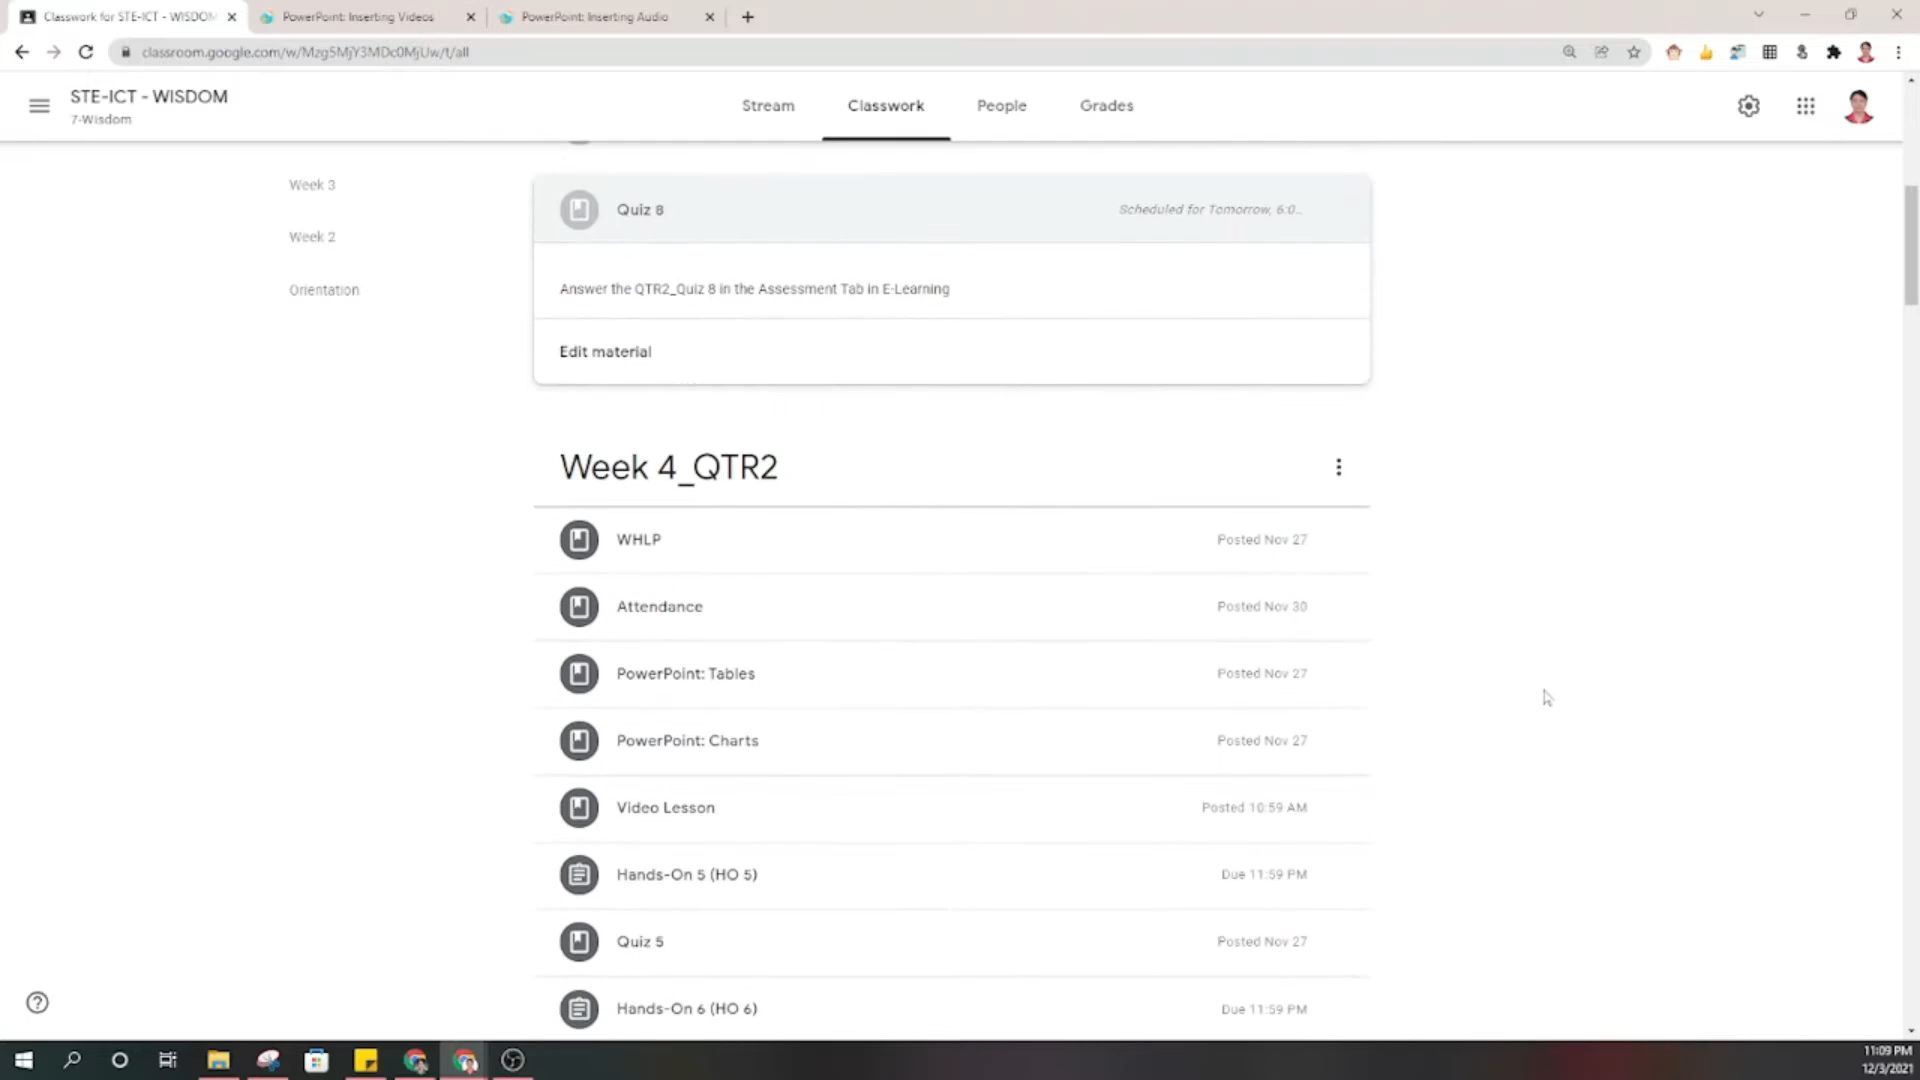 Classwork for STE-ICT - WISDOM
PowerPoint: Inserting Videos
PowerPoint: Inserting Audio
classroom.google.com/w/Mzg5MjY3MDc0MjUw/t/all
STE-ICT - WISDOM
7-Wisdom
Stream
Classwork
People
Grades
Week 3
Week 2
Orientation
Quiz 8
Scheduled for Tomorrow, 6:0...
Answer the QTR2_Quiz 8 in the Assessment Tab in E-Learning
Edit material
Week 4_QTR2
WHLP
Posted Nov 27
Attendance
Posted Nov 30
PowerPoint: Tables
Posted Nov 27
PowerPoint: Charts
Posted Nov 27
Video Lesson
Posted 10:59 AM
Hands-On 5 (HO 5)
Due 11:59 PM
Quiz 5
Posted Nov 27
Hands-On 6 (HO 6)
Due 11:59 PM
11:09 PM
12/3/2021